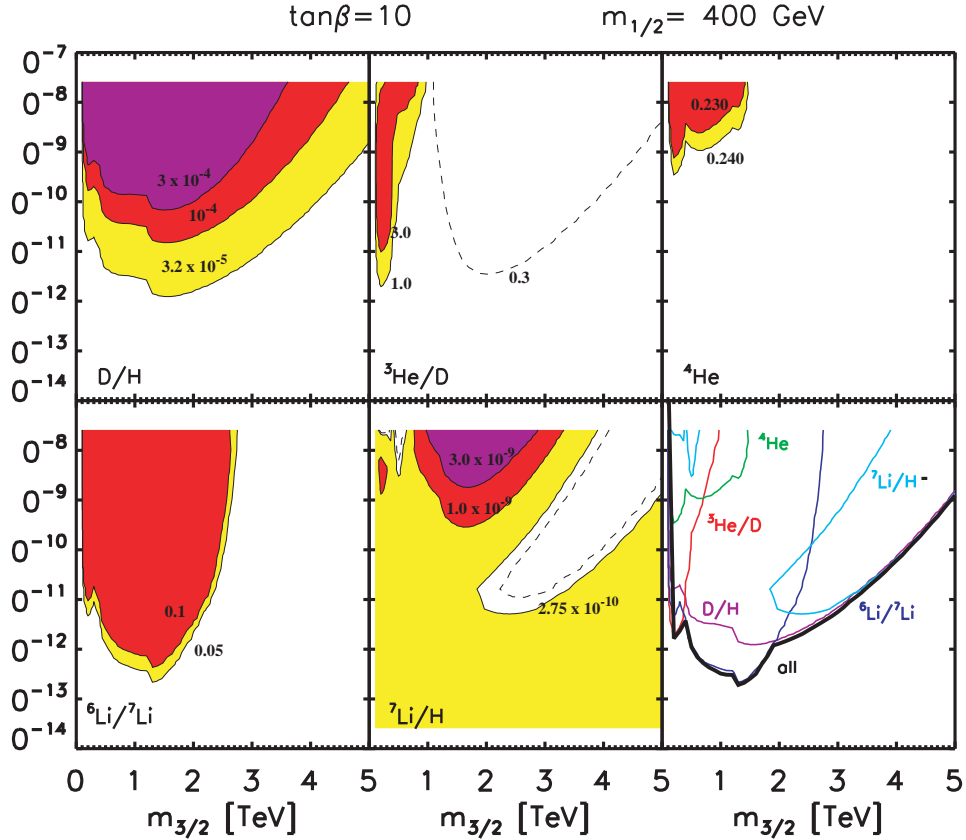 tanβ=10 m₁/₂= 400 GeV
0⁻⁷
0⁻⁸
0⁻⁹
0⁻¹⁰
0⁻¹¹
0⁻¹²
0⁻¹³
0⁻¹⁴
3 x 10⁻⁴
10⁻⁴
3.2 x 10⁻⁵
D/H
3.0
1.0
0.3
³He/D
0.230
0.240
⁴He
0⁻⁸
0⁻⁹
0⁻¹⁰
0⁻¹¹
0⁻¹²
0⁻¹³
0⁻¹⁴
0.1
0.05
⁶Li/⁷Li
3.0 x 10⁻⁹
1.0 x 10⁻⁹
2.75 x 10⁻¹⁰
⁷Li/H
⁴He
⁷Li/H -
³He/D
D/H
⁶Li/⁷Li
all
0 1 2 3 4 5 1 2 3 4 5 1 2 3 4 5
m₃/₂ [TeV] m₃/₂ [TeV] m₃/₂ [TeV]